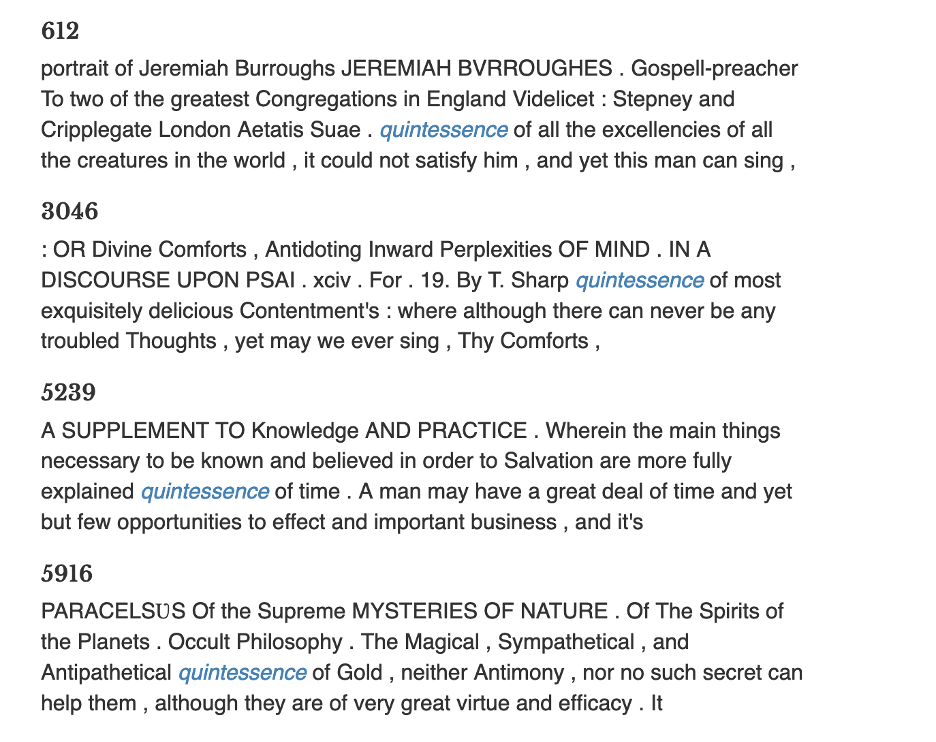 612
portrait of Jeremiah Burroughs JEREMIAH BVRROUGHES . Gospell-preacher
To two of the greatest Congregations in England Videlicet : Stepney and
Cripplegate London Aetatis Suae . quintessence of all the excellencies of all
the creatures in the world , it could not satisfy him , and yet this man can sing ,
3046
: OR Divine Comforts , Antidoting Inward Perplexities OF MIND . IN A
DISCOURSE UPON PSAI . xciv . For . 19. By T. Sharp quintessence of most
exquisitely delicious Contentment's : where although there can never be any
troubled Thoughts , yet may we ever sing , Thy Comforts ,
5239
A SUPPLEMENT TO Knowledge AND PRACTICE . Wherein the main things
necessary to be known and believed in order to Salvation are more fully
explained quintessence of time . A man may have a great deal of time and yet
but few opportunities to effect and important business , and it's
5916
PARACELSƲS Of the Supreme MYSTERIES OF NATURE . Of The Spirits of
the Planets . Occult Philosophy . The Magical , Sympathetical , and
Antipathetical quintessence of Gold , neither Antimony , nor no such secret can
help them , although they are of very great virtue and efficacy . It